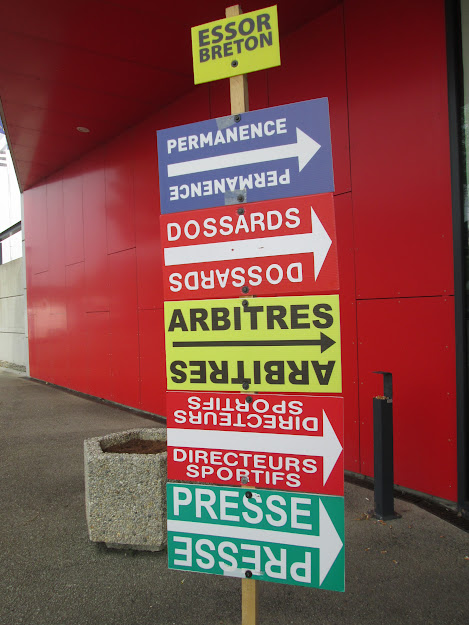 ESSOR
BRETON
PERMANENCE
PERMANENCE
DOSSARDS
DOSSARDS
ARBITRES
ARBITRES
DIRECTEURS
SPORTIFS
DIRECTEURS
SPORTIFS
PRESSE
PRESSE